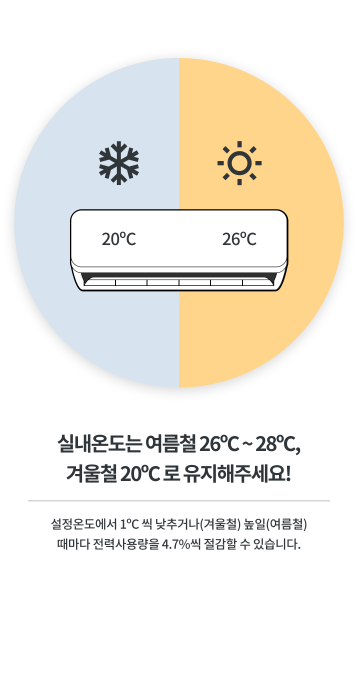 20℃
26℃
실내온도는 여름철 26℃ ~ 28℃,
겨울철 20℃ 로 유지해주세요!
설정온도에서 1℃ 씩 낮추거나(겨울철) 높일(여름철)
때마다 전력사용량을 4.7%씩 절감할 수 있습니다.